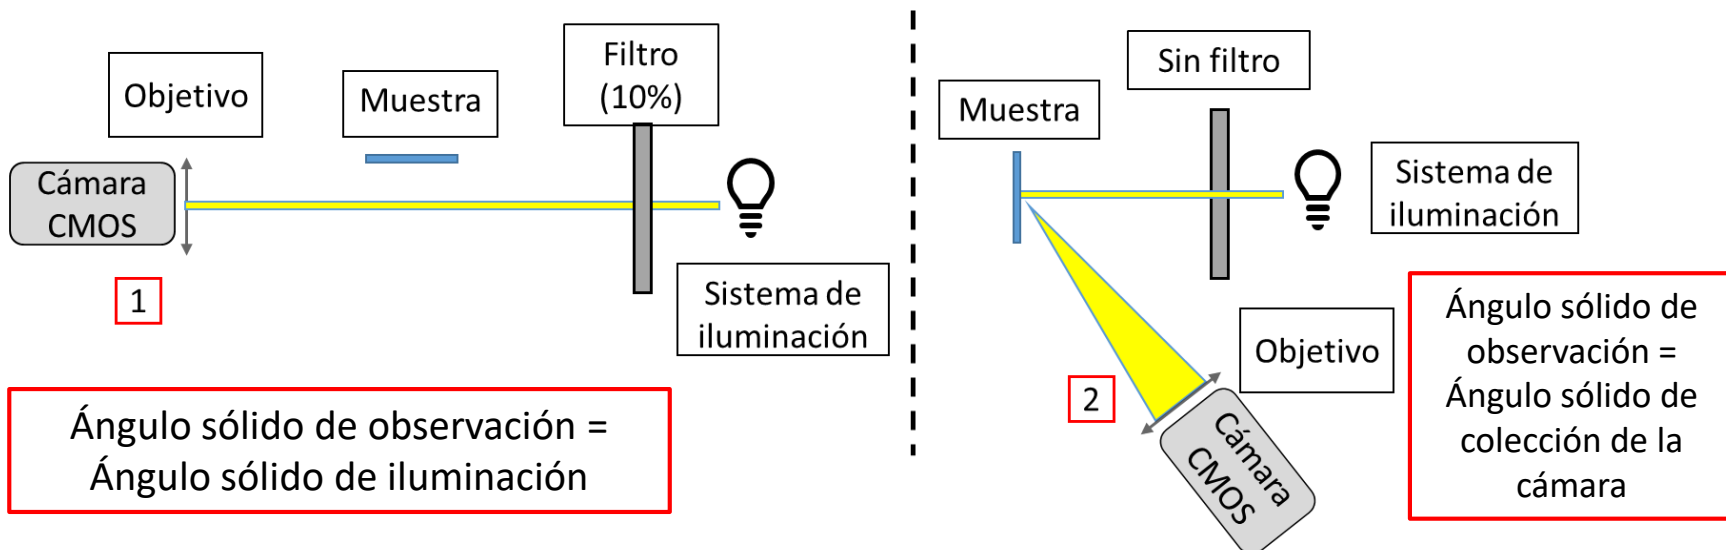 Objetivo
Muestra
Filtro
(10%)
Cámara
CMOS
1
Sistema de
iluminación
Ángulo sólido de observación =
Ángulo sólido de iluminación
Muestra
Sin filtro
Sistema de
iluminación
Objetivo
2
Cámara
CMOS
Ángulo sólido de
observación =
Ángulo sólido de
colección de la
cámara